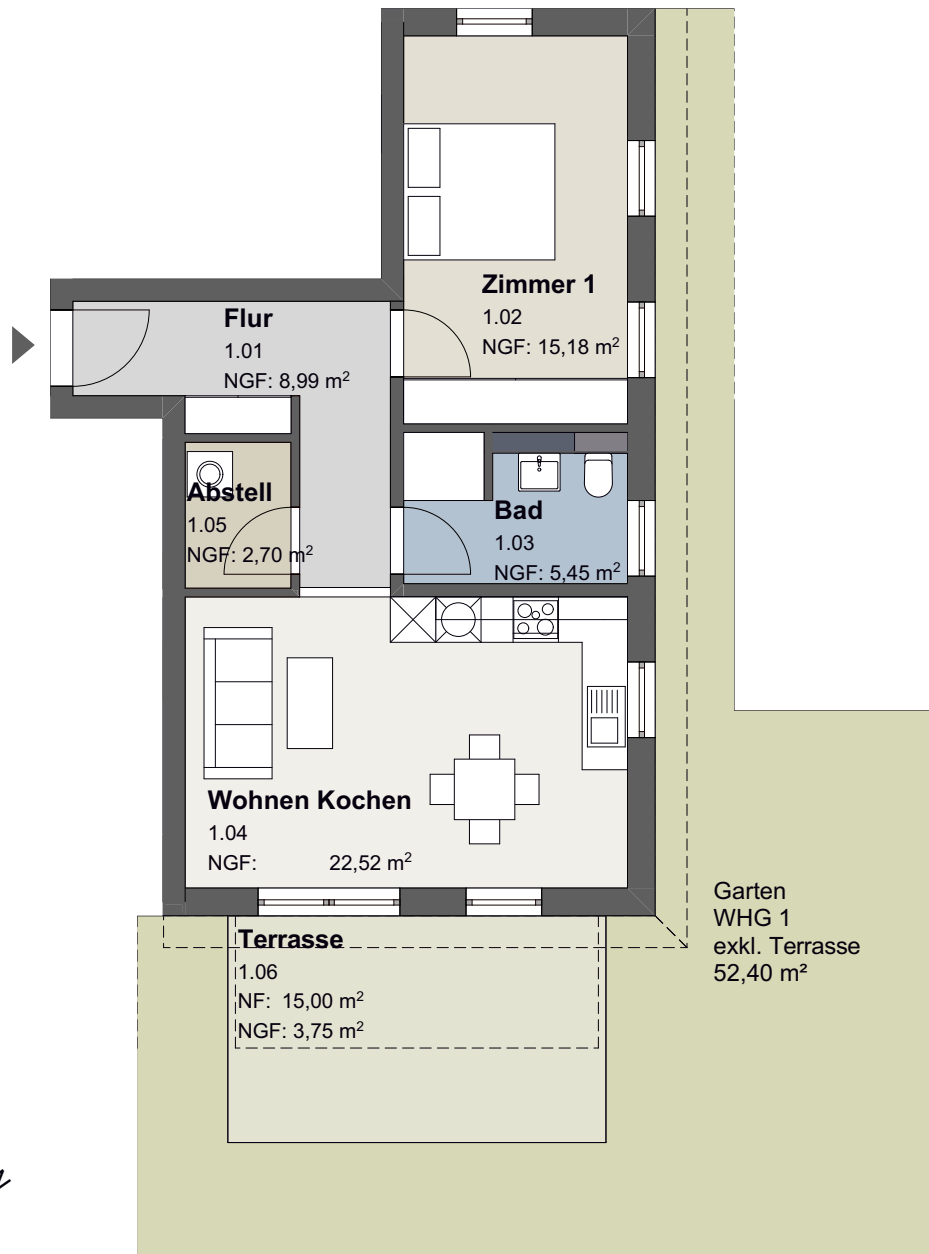 Zimmer 1
1.02
NGF: 15,18 m²
Flur
1.01
NGF: 8,99 m²
Abstell
1.05
NGF: 2,70 m²
Bad
1.03
NGF: 5,45 m²
Wohnen Kochen
1.04
NGF: 22,52 m²
Terrasse
1.06
NF: 15,00 m²
NGF: 3,75 m²
Garten
WHG 1
exkl. Terrasse
52,40 m²